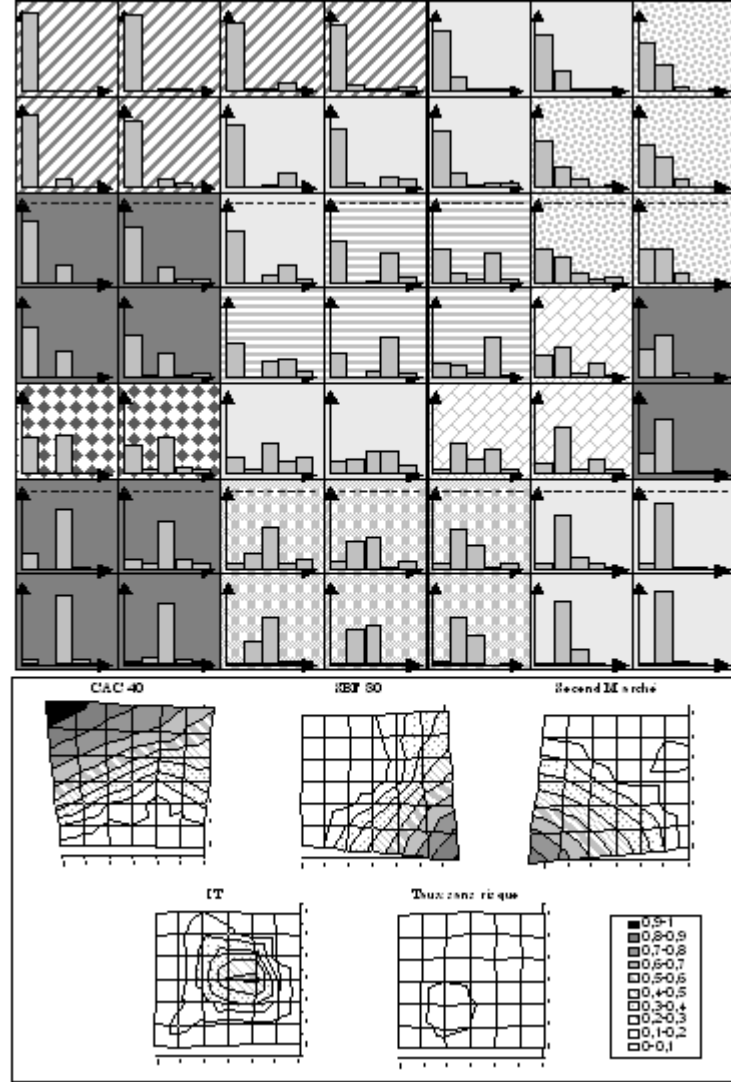 CAC 40
SBF 80
Second Marché
IT
Taux sans risque
0,9-1
0,8-0,9
0,7-0,8
0,6-0,7
0,5-0,6
0,4-0,5
0,3-0,4
0,2-0,3
0,1-0,2
0-0,1